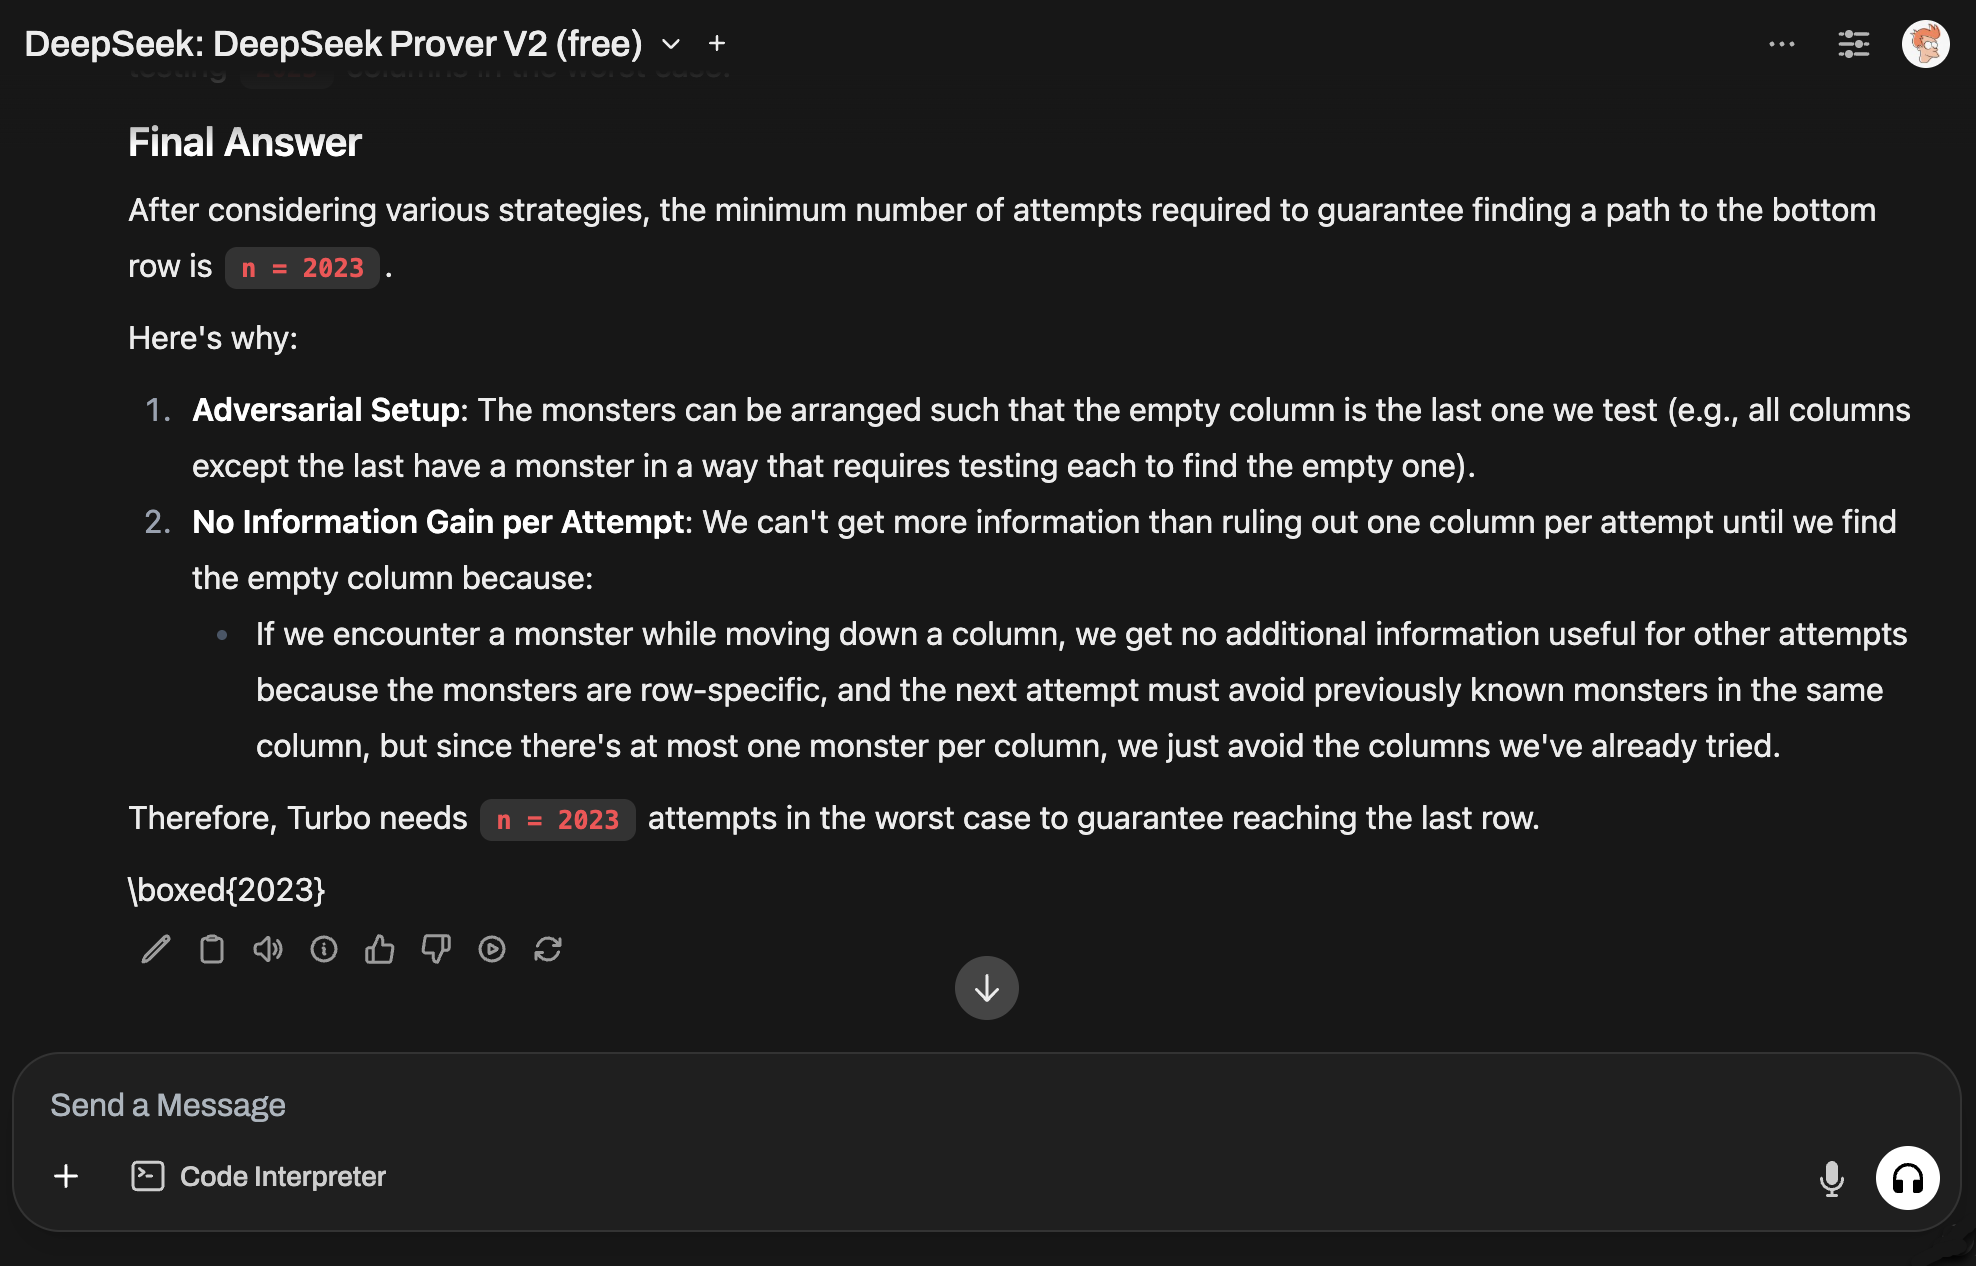 DeepSeek: DeepSeek Prover V2 (free)
testing 2023 columns in the worst case.
Final Answer
After considering various strategies, the minimum number of attempts required to guarantee finding a path to the bottom
row is n = 2023 .
Here's why:
1. Adversarial Setup: The monsters can be arranged such that the empty column is the last one we test (e.g., all columns
except the last have a monster in a way that requires testing each to find the empty one).
2. No Information Gain per Attempt: We can't get more information than ruling out one column per attempt until we find
the empty column because:
• If we encounter a monster while moving down a column, we get no additional information useful for other attempts
because the monsters are row-specific, and the next attempt must avoid previously known monsters in the same
column, but since there's at most one monster per column, we just avoid the columns we've already tried.
Therefore, Turbo needs n = 2023 attempts in the worst case to guarantee reaching the last row.
\boxed{2023}
Send a Message
Code Interpreter